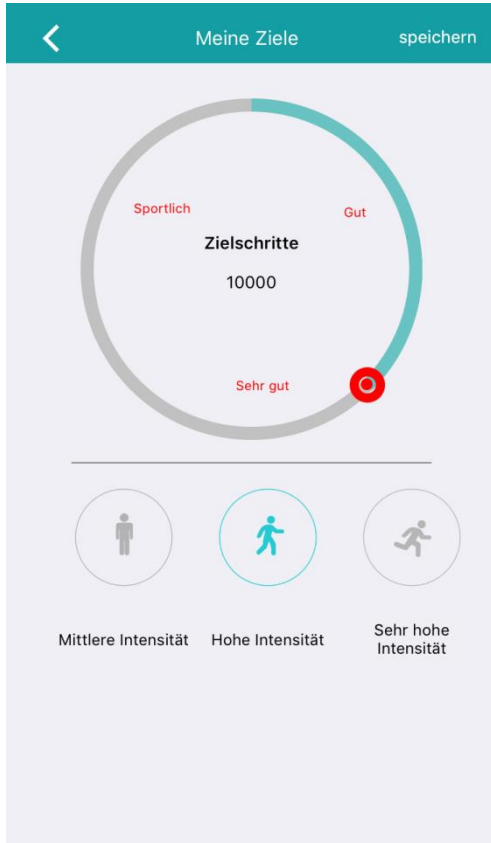 Meine Ziele
speichern
Sportlich
Gut
Zielschritte
10000
Sehr gut
Mittlere Intensität
Hohe Intensität
Sehr hohe
Intensität